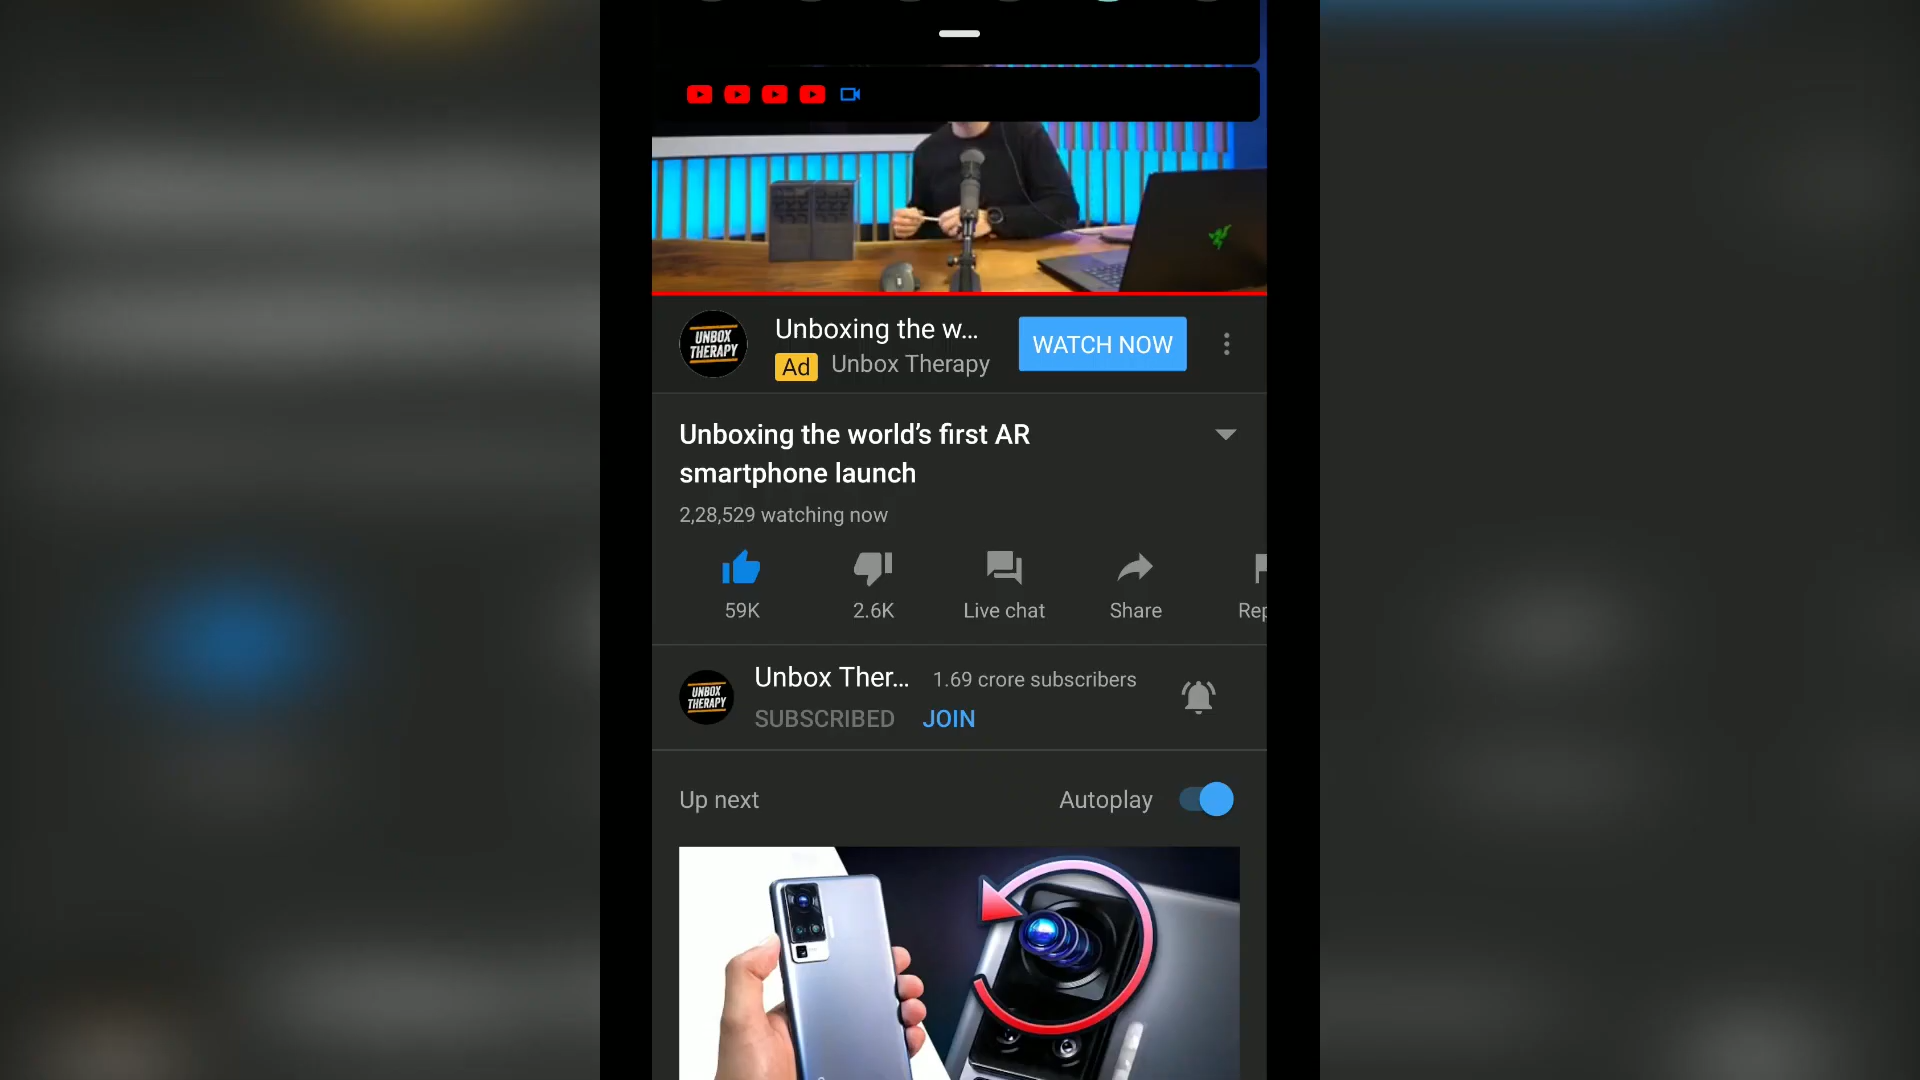 UNBOX
THERAPY
Unboxing the w...
WATCH NOW
Ad Unbox Therapy
Unboxing the world’s first AR
smartphone launch
2,28,529 watching now
59K
2.6K
Live chat
Share
Rep
UNBOX
THERAPY
Unbox Ther...
1.69 crore subscribers
SUBSCRIBED
JOIN
Up next
Autoplay